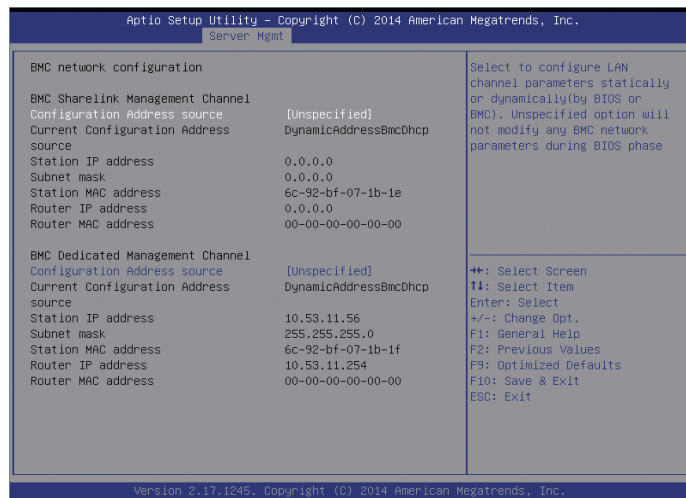 Aptio Setup Utility – Copyright (C) 2014 American Megatrends, Inc.
Server Mgmt
BMC network configuration
BMC Sharelink Management Channel
Configuration Address source [Unspecified]
Current Configuration Address DynamicAddressBmcDhcp
source
Station IP address 0.0.0.0
Subnet mask 0.0.0.0
Station MAC address 6c-92-bf-07-1b-1e
Router IP address 0.0.0.0
Router MAC address 00-00-00-00-00-00
BMC Dedicated Management Channel
Configuration Address source [Unspecified]
Current Configuration Address DynamicAddressBmcDhcp
source
Station IP address 10.53.11.56
Subnet mask 255.255.255.0
Station MAC address 6c-92-bf-07-1b-1f
Router IP address 10.53.11.254
Router MAC address 00-00-00-00-00-00
Select to configure LAN
channel parameters statically
or dynamically(by BIOS or
BMC). Unspecified option will
not modify any BMC network
parameters during BIOS phase
→←: Select Screen
↑↓: Select Item
Enter: Select
+/-: Change Opt.
F1: General Help
F2: Previous Values
F9: Optimized Defaults
F10: Save & Exit
ESC: Exit
Version 2.17.1245. Copyright (C) 2014 American Megatrends, Inc.